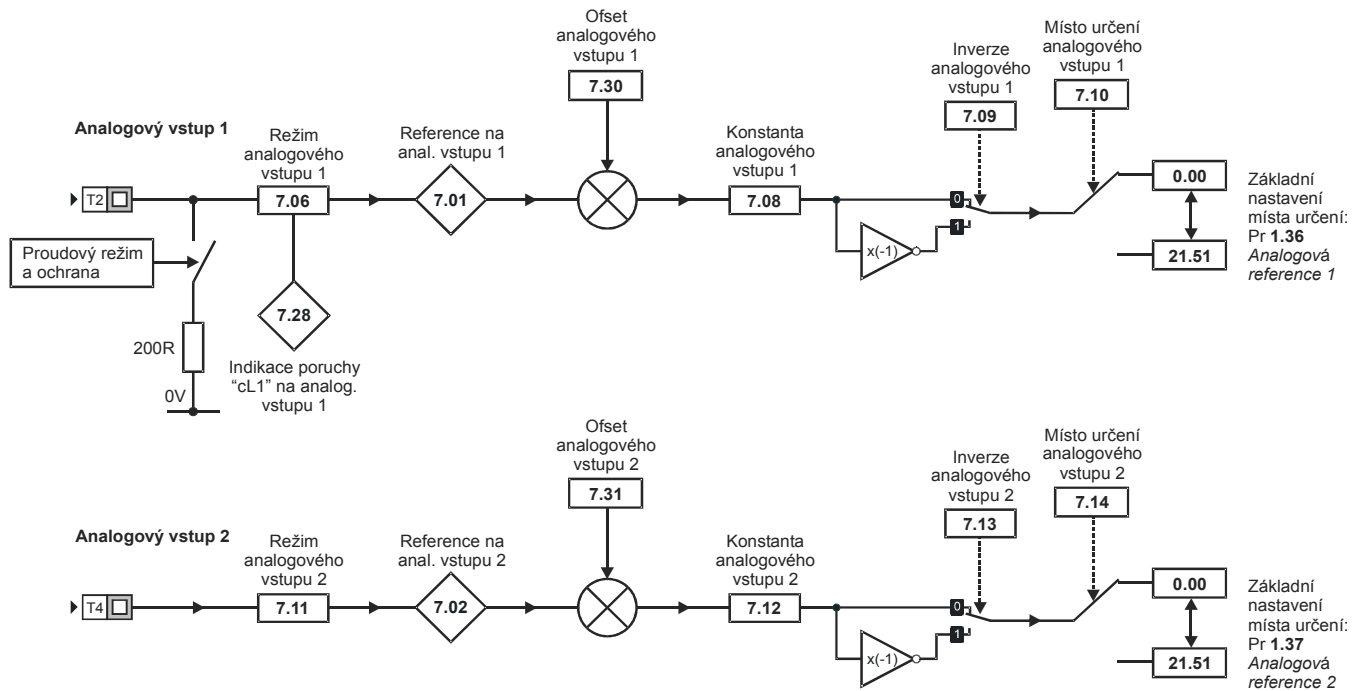 Ofset
analogového
vstupu 1
7.30
Inverze
analogového
vstupu 1
7.09
Místo určení
analogového
vstupu 1
7.10
Analogový vstup 1
Režim
analogového
vstupu 1
Reference na
anal. vstupu 1
Konstanta
analogového
vstupu 1
T2
7.06
7.01
7.08
0
1
x(-1)
0.00
21.51
Základní
nastavení
místa určení:
Pr 1.36
Analogová
reference 1
Proudový režim
a ochrana
7.28
200R
0V
Indikace poruchy
“cL1” na analog.
vstupu 1
Ofset
analogového
vstupu 2
7.31
Inverze
analogového
vstupu 2
7.13
Místo určení
analogového
vstupu 2
7.14
Analogový vstup 2
Režim
analogového
vstupu 2
Reference na
anal. vstupu 2
Konstanta
analogového
vstupu 2
T4
7.11
7.02
7.12
0
1
x(-1)
0.00
21.51
Základní
nastavení
místa určení:
Pr 1.37
Analogová
reference 2